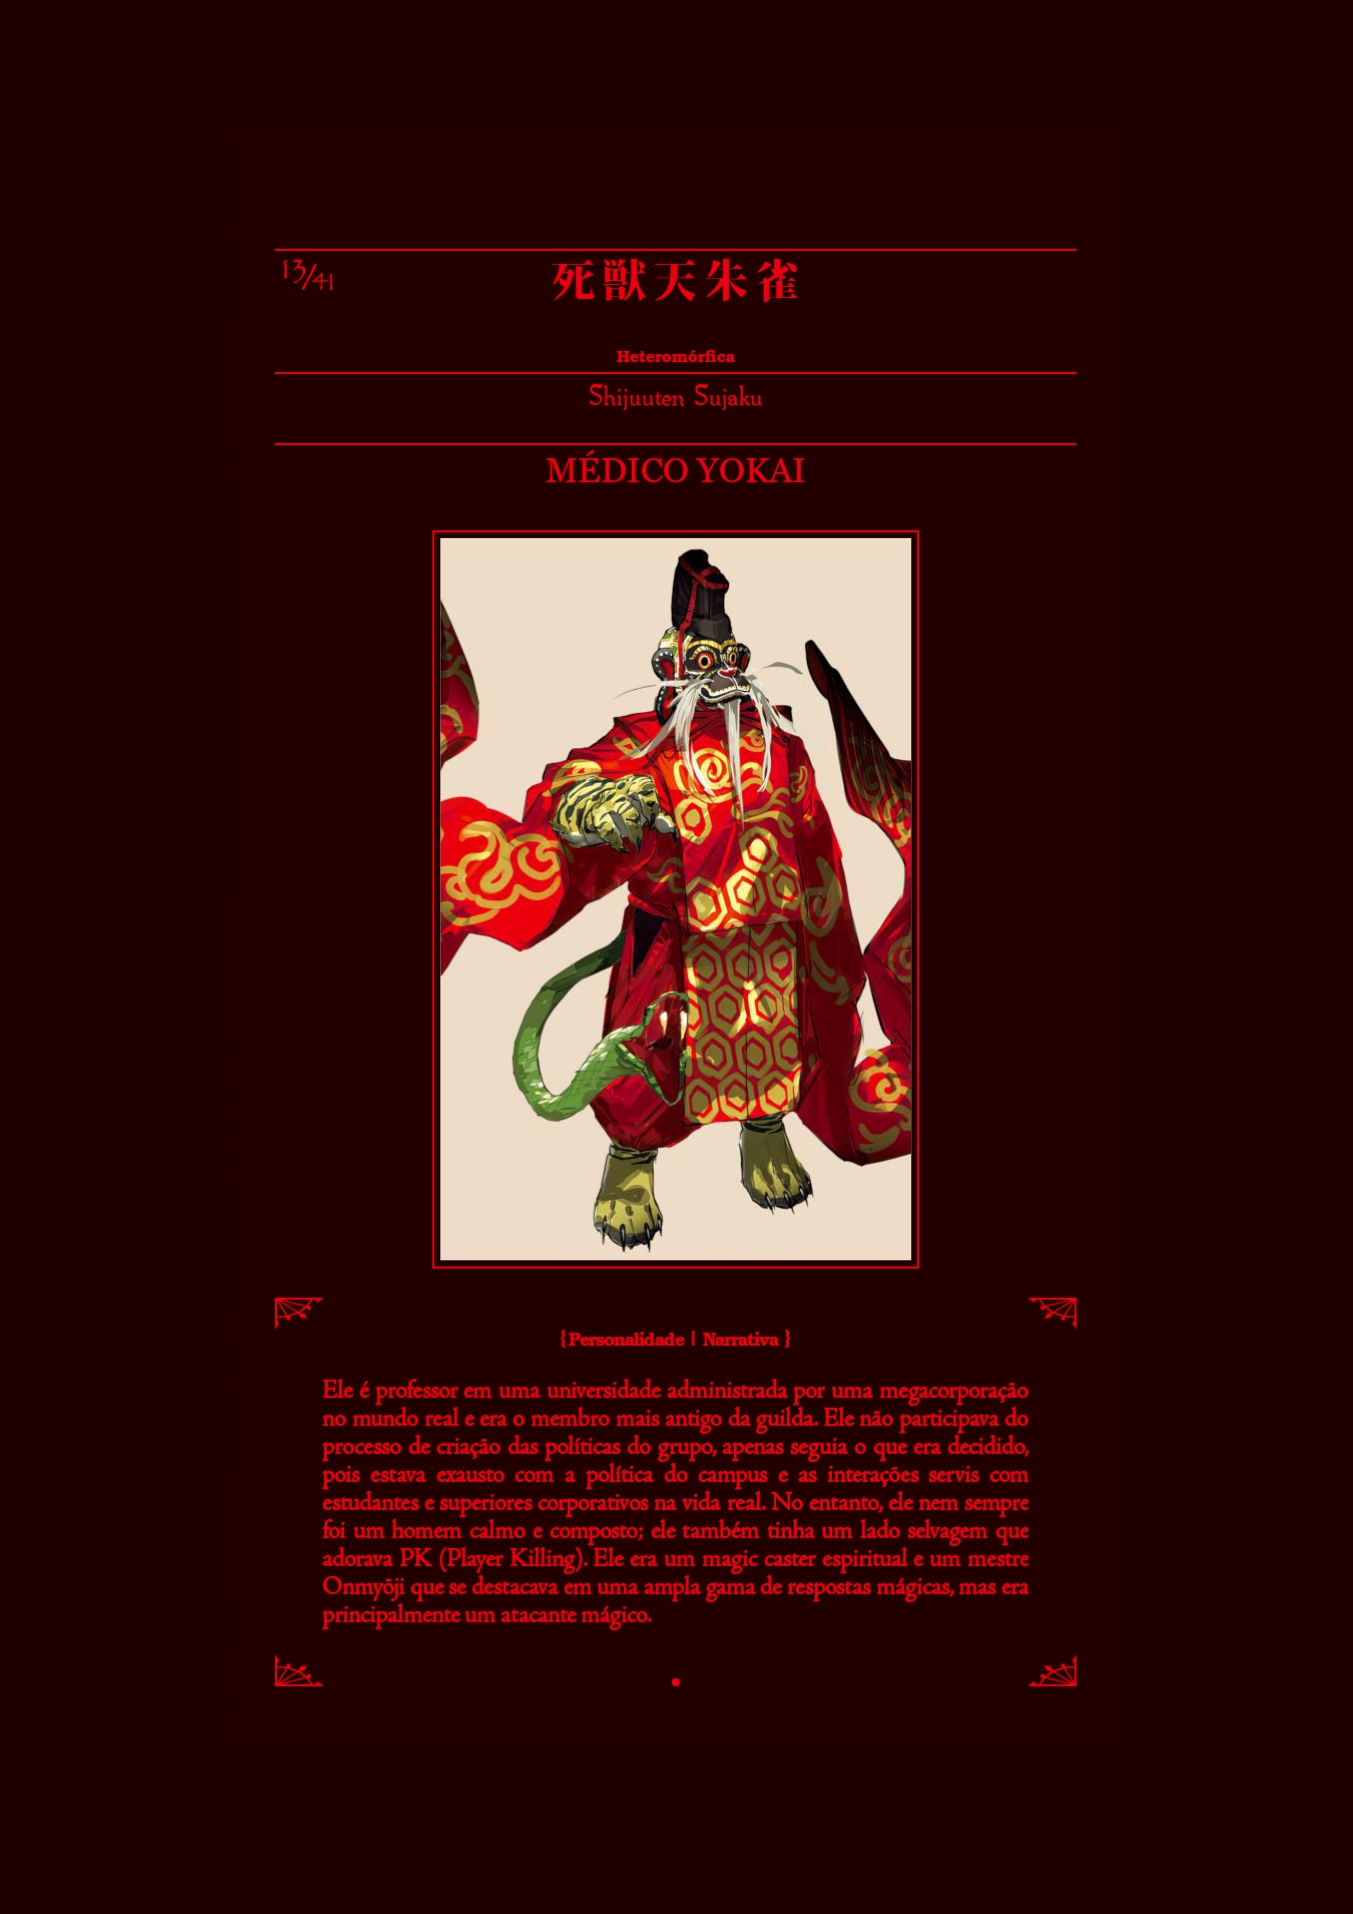 13/41
死獣天朱雀
Heteromórfica
Shijuuten Sujaku
MÉDICO YOKAI
{Personalidade | Narrativa }
Ele é professor em uma universidade administrada por uma megacorporação
no mundo real e era o membro mais antigo da guilda. Ele não participava do
processo de criação das políticas do grupo, apenas seguia o que era decidido,
pois estava exausto com a política do campus e as interações servis com
estudantes e superiores corporativos na vida real. No entanto, ele nem sempre
foi um homem calmo e composto; ele também tinha um lado selvagem que
adorava PK (Player Killing). Ele era um magic caster espiritual e um mestre
Onmyōji que se destacava em uma ampla gama de respostas mágicas, mas era
principalmente um atacante mágico.